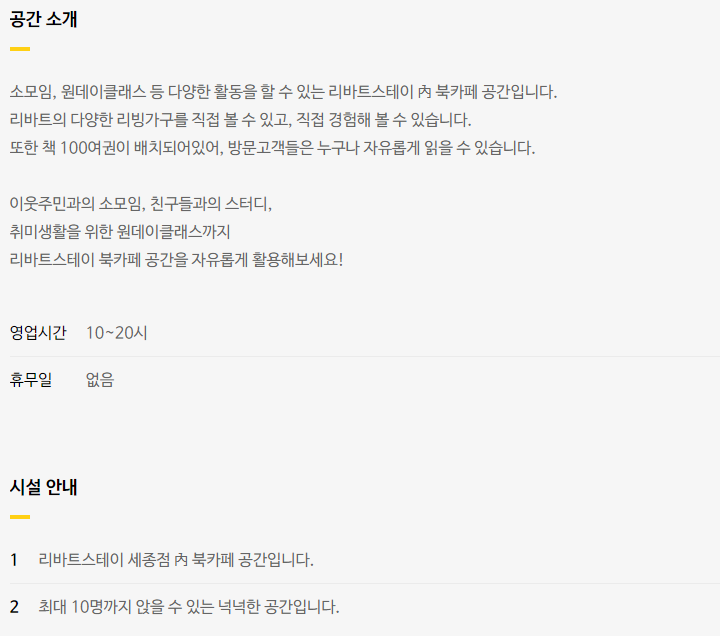 공간 소개
소모임, 원데이클래스 등 다양한 활동을 할 수 있는 리바트스테이 內 북카페 공간입니다.
리바트의 다양한 리빙가구를 직접 볼 수 있고, 직접 경험해 볼 수 있습니다.
또한 책 100여권이 배치되어있어, 방문고객들은 누구나 자유롭게 읽을 수 있습니다.
이웃주민과의 소모임, 친구들과의 스터디,
취미생활을 위한 원데이클래스까지
리바트스테이 북카페 공간을 자유롭게 활용해보세요!
영업시간 10~20시
휴무일 없음
시설 안내
1 리바트스테이 세종점 內 북카페 공간입니다.
2 최대 10명까지 앉을 수 있는 넉넉한 공간입니다.